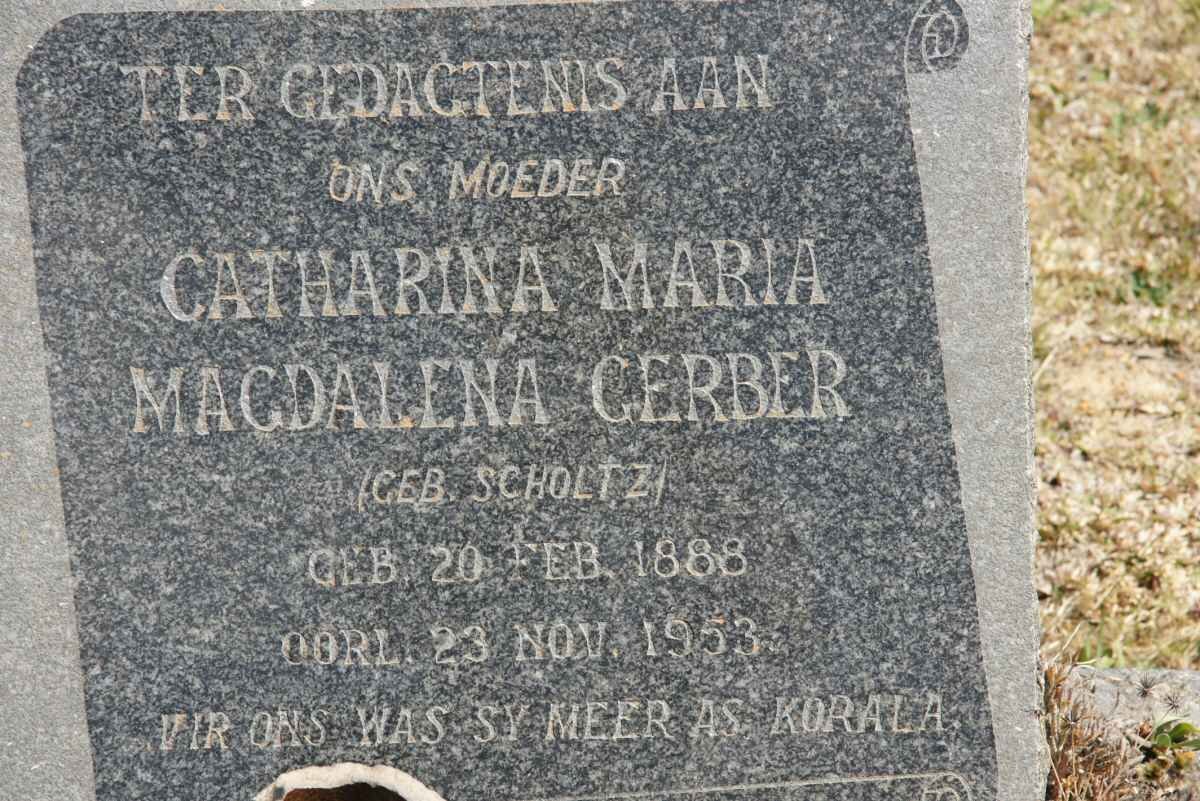 TER GEDAGTENIS AAN
ONS MOEDER
CATHARINA MARIA
MAGDALENA GERBER
/GEB. SCHOLTZ/
GEB. 20 FEB. 1888
OORL. 23 NOV. 1953.
VIR ONS WAS SY MEER AS KORALA.